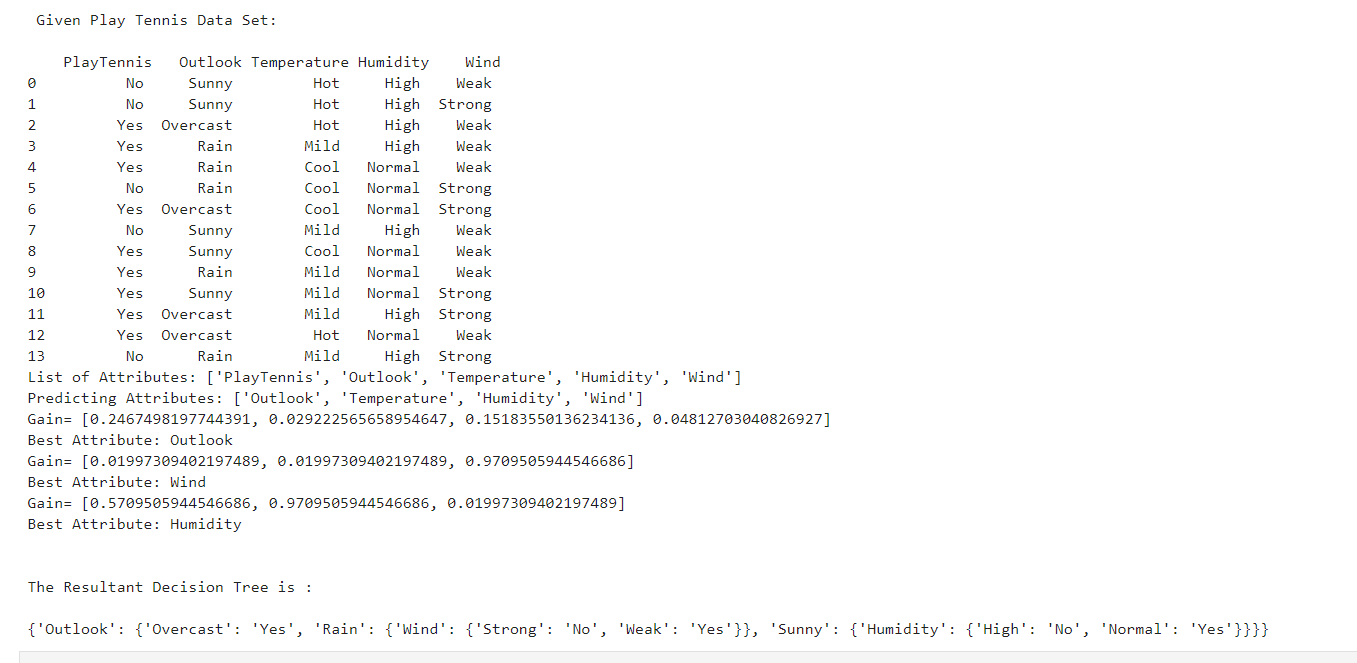 Given Play Tennis Data Set:
PlayTennis Outlook Temperature Humidity Wind
0 No Sunny Hot High Weak
1 No Sunny Hot High Strong
2 Yes Overcast Hot High Weak
3 Yes Rain Mild High Weak
4 Yes Rain Cool Normal Weak
5 No Rain Cool Normal Strong
6 Yes Overcast Cool Normal Strong
7 No Sunny Mild High Weak
8 Yes Sunny Cool Normal Weak
9 Yes Rain Mild Normal Weak
10 Yes Sunny Mild Normal Strong
11 Yes Overcast Mild High Strong
12 Yes Overcast Hot Normal Weak
13 No Rain Mild High Strong
List of Attributes: ['PlayTennis', 'Outlook', 'Temperature', 'Humidity', 'Wind']
Predicting Attributes: ['Outlook', 'Temperature', 'Humidity', 'Wind']
Gain= [0.2467498197744391, 0.029222565658954647, 0.15183550136234136, 0.04812703040826927]
Best Attribute: Outlook
Gain= [0.01997309402197489, 0.01997309402197489, 0.9709505944546686]
Best Attribute: Wind
Gain= [0.5709505944546686, 0.9709505944546686, 0.01997309402197489]
Best Attribute: Humidity
The Resultant Decision Tree is :
{'Outlook': {'Overcast': 'Yes', 'Rain': {'Wind': {'Strong': 'No', 'Weak': 'Yes'}}, 'Sunny': {'Humidity': {'High': 'No', 'Normal': 'Yes'}}}}